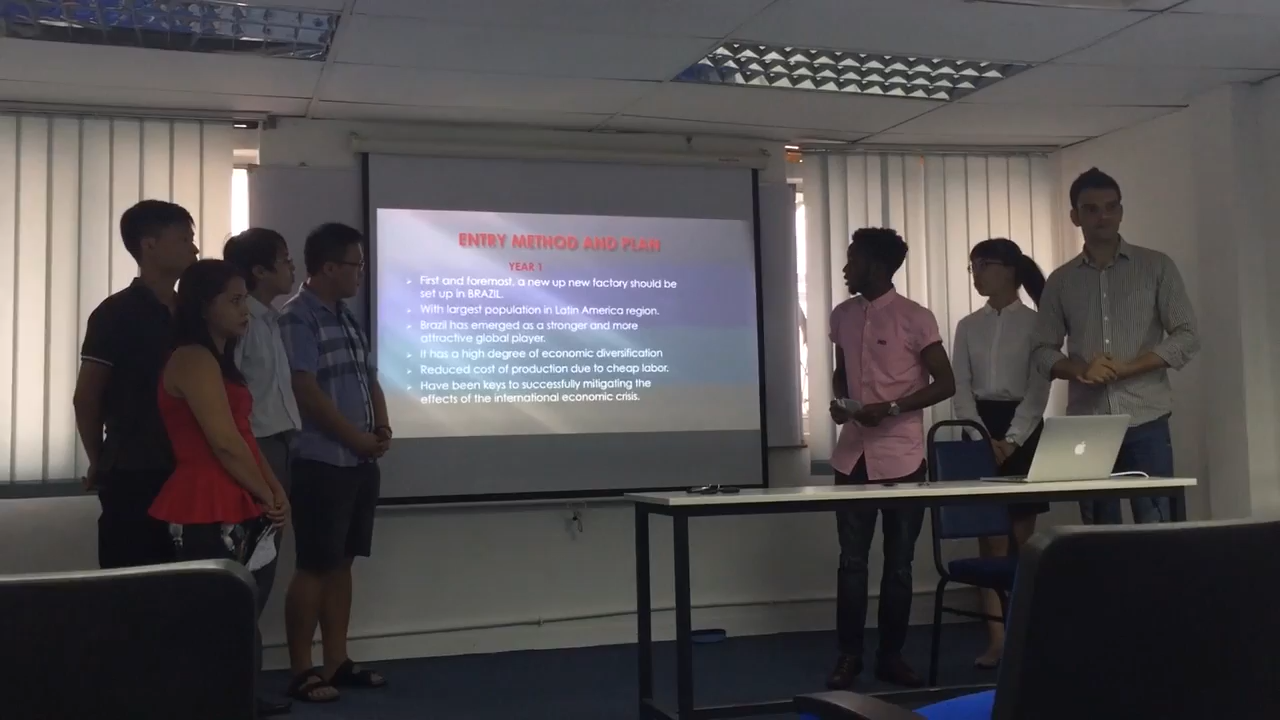 ENTRY METHOD AND PLAN
YEAR 1
First and foremost, a new up new factory should be
set up in BRAZIL.
With largest population in Latin America region.
Brazil has emerged as a stronger and more
attractive global player.
It has a high degree of economic diversification
Reduced cost of production due to cheap labor.
Have been keys to successfully mitigating the
effects of the international economic crisis.